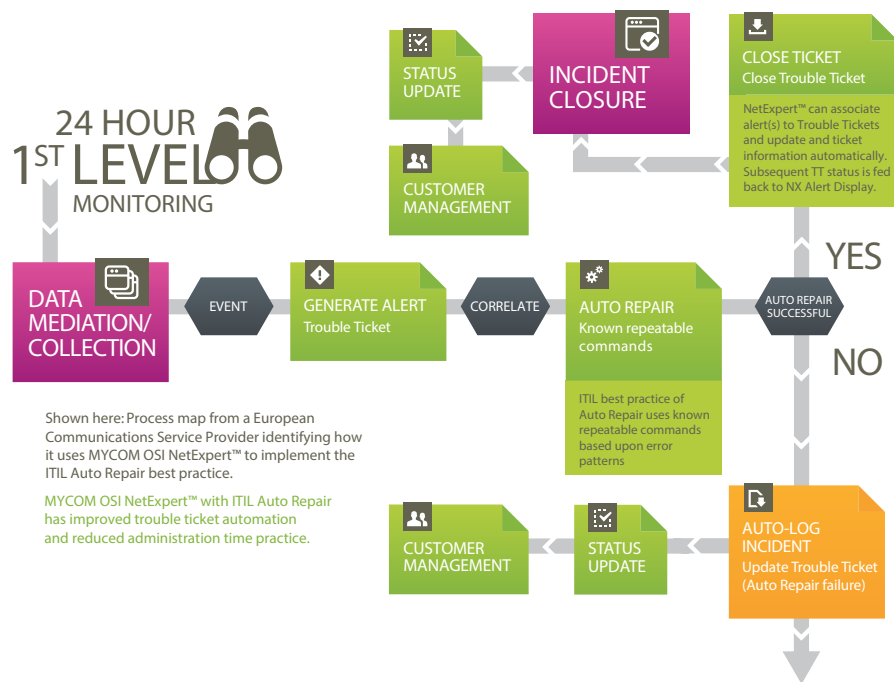 24 HOUR
1ST LEVEL
MONITORING
DATA
MEDIATION/
COLLECTION
EVENT
GENERATE ALERT
Trouble Ticket
CORRELATE
AUTO REPAIR
Known repeatable
commands
ITIL best practice of
Auto Repair uses known
repeatable commands
based upon error
patterns
AUTO REPAIR
SUCCESSFUL
YES
CLOSE TICKET
Close Trouble Ticket
NetExpert™ can associate
alert(s) to Trouble Tickets
and update and ticket
information automatically.
Subsequent TT status is fed
back to NX Alert Display.
INCIDENT
CLOSURE
STATUS
UPDATE
CUSTOMER
MANAGEMENT
NO
AUTO-LOG
INCIDENT
Update Trouble Ticket
(Auto Repair failure)
STATUS
UPDATE
CUSTOMER
MANAGEMENT
Shown here: Process map from a European
Communications Service Provider identifying how
it uses MYCOM OSI NetExpert™ to implement the
ITIL Auto Repair best practice.
MYCOM OSI NetExpert™ with ITIL Auto Repair
has improved trouble ticket automation
and reduced administration time practice.